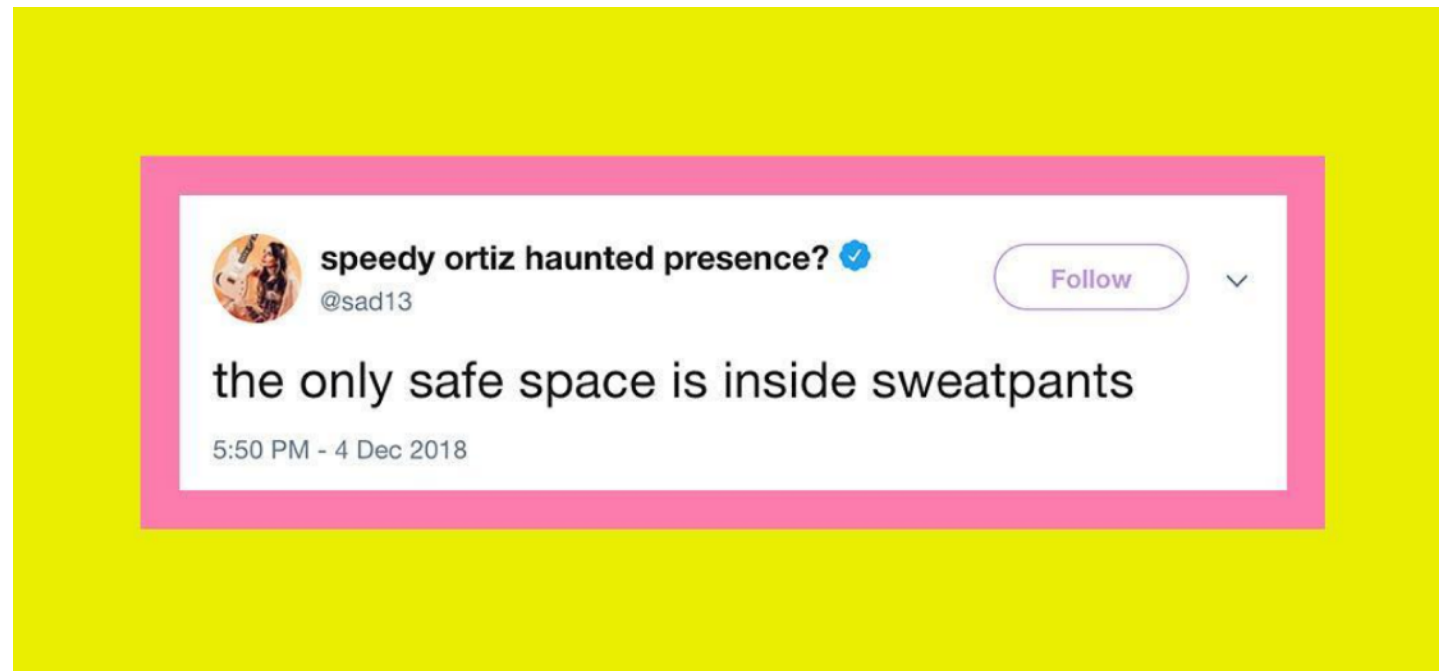 speedy ortiz haunted presence?
@sad13
Follow
the only safe space is inside sweatpants
5:50 PM - 4 Dec 2018